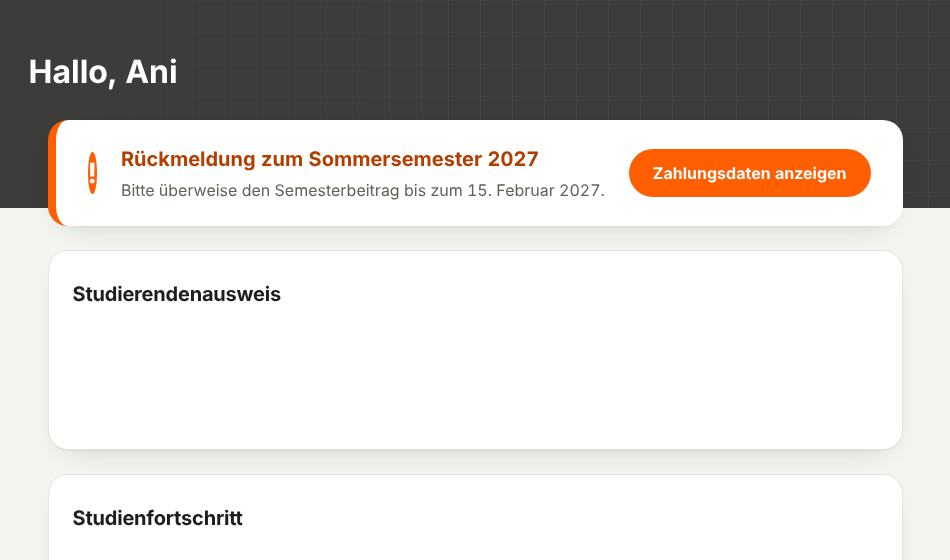 Hallo, Ani
!
Rückmeldung zum Sommersemester 2027
Bitte überweise den Semesterbeitrag bis zum 15. Februar 2027.
Zahlungsdaten anzeigen
Studierendenausweis
Studienfortschritt